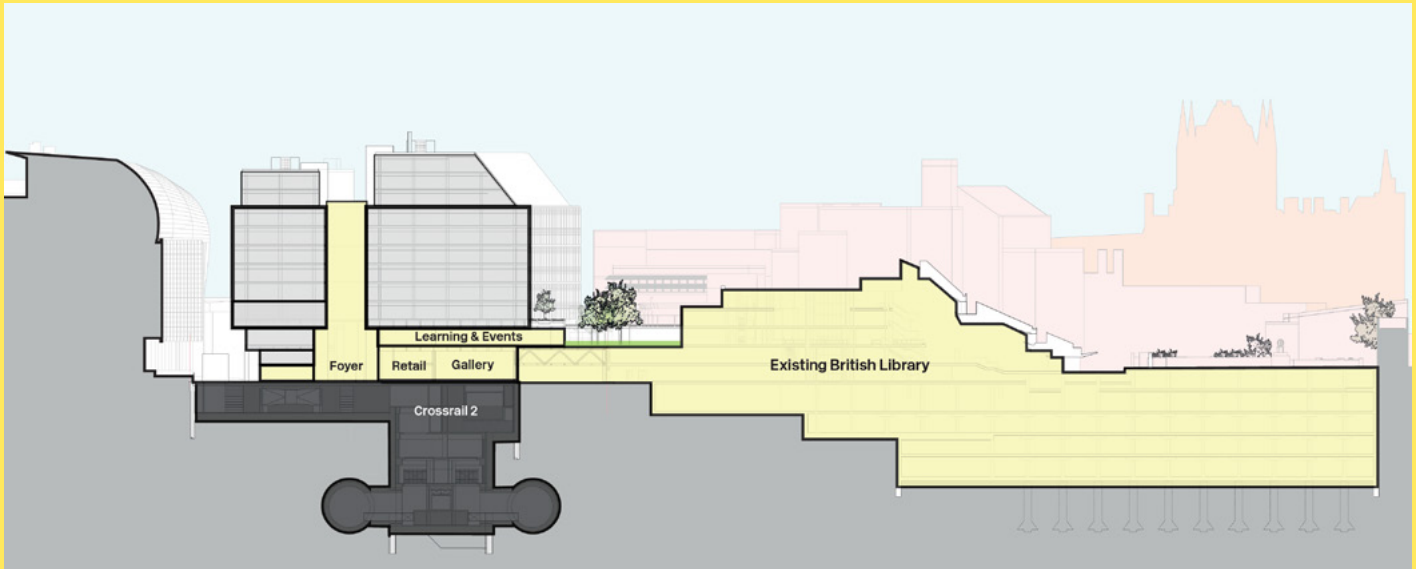 Learning & Events
Foyer
Retail
Gallery
Existing British Library
Crossrail 2